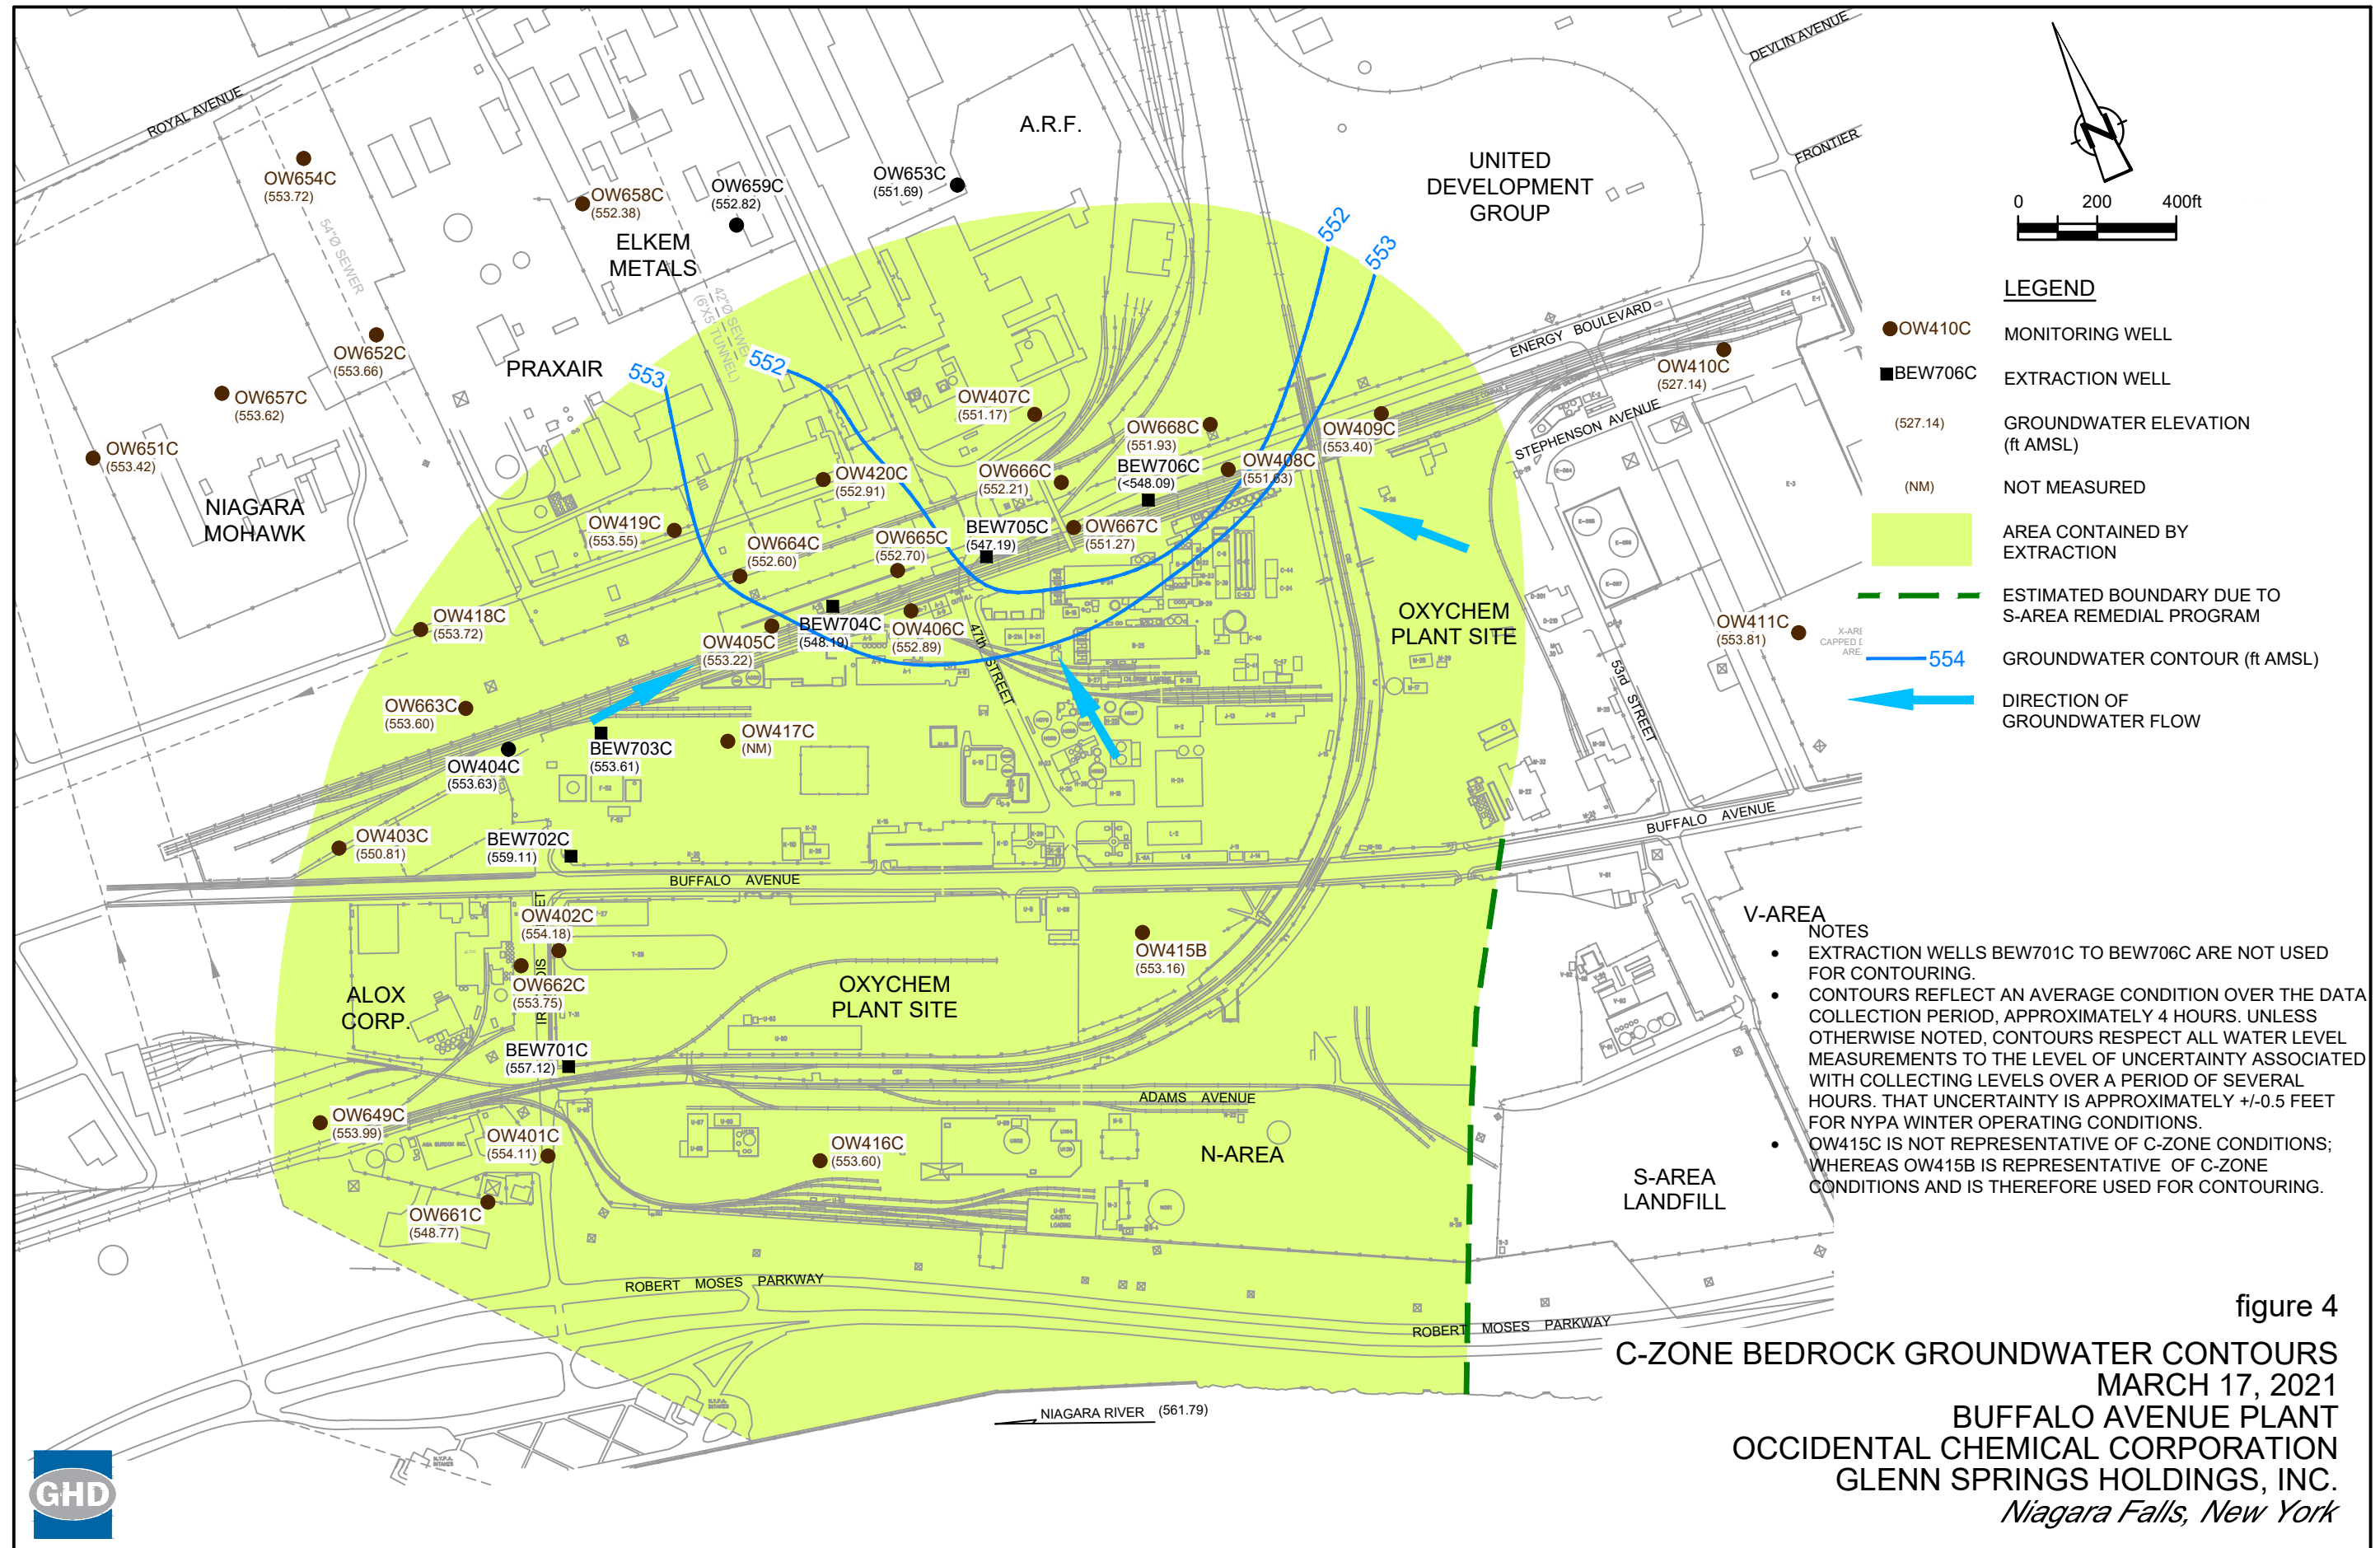 DEVLIN AVENUE
ROYAL AVENUE
A.R.F.
FRONTIER
N
UNITED
DEVELOPMENT
GROUP
OW654C
(553.72)
OW658C
(552.38)
OW659C
(552.82)
OW653C
(551.69)
0 200 400ft
54"Ø SEWER
ELKEM
METALS
42"Ø SEWER
(6'X5' TUNNEL)
552
553
LEGEND
OW410C MONITORING WELL
BEW706C EXTRACTION WELL
(527.14) GROUNDWATER ELEVATION
(ft AMSL)
(NM) NOT MEASURED
AREA CONTAINED BY
EXTRACTION
ESTIMATED BOUNDARY DUE TO
S-AREA REMEDIAL PROGRAM
554 GROUNDWATER CONTOUR (ft AMSL)
DIRECTION OF
GROUNDWATER FLOW
ENERGY BOULEVARD
OW652C
(553.66)
PRAXAIR
553
552
OW410C
(527.14)
OW657C
(553.62)
OW407C
(551.17)
OW668C
(551.93)
OW409C
(553.40)
STEPHENSON AVENUE
OW651C
(553.42)
OW420C
(552.91)
OW666C
(552.21)
BEW706C
(<548.09)
OW408C
(551.63)
NIAGARA
MOHAWK
OW419C
(553.55)
OW664C
(552.60)
OW665C
(552.70)
BEW705C
(547.19)
OW667C
(551.27)
OW418C
(553.72)
OW405C
(553.22)
BEW704C
(548.19)
OW406C
(552.89)
47th STREET
OXYCHEM
PLANT SITE
OW411C
(553.81)
53rd STREET
OW663C
(553.60)
BEW703C
(553.61)
OW417C
(NM)
OW404C
(553.63)
OW403C
(550.81)
BEW702C
(559.11)
BUFFALO AVENUE
BUFFALO AVENUE
OW402C
(554.18)
OW662C
(553.75)
OW415B
(553.16)
ALOX
CORP.
OXYCHEM
PLANT SITE
BEW701C
(557.12)
V-AREA
NOTES
• EXTRACTION WELLS BEW701C TO BEW706C ARE NOT USED
FOR CONTOURING.
• CONTOURS REFLECT AN AVERAGE CONDITION OVER THE DATA
COLLECTION PERIOD, APPROXIMATELY 4 HOURS. UNLESS
OTHERWISE NOTED, CONTOURS RESPECT ALL WATER LEVEL
MEASUREMENTS TO THE LEVEL OF UNCERTAINTY ASSOCIATED
WITH COLLECTING LEVELS OVER A PERIOD OF SEVERAL
HOURS. THAT UNCERTAINTY IS APPROXIMATELY +/-0.5 FEET
FOR NYPA WINTER OPERATING CONDITIONS.
• OW415C IS NOT REPRESENTATIVE OF C-ZONE CONDITIONS;
WHEREAS OW415B IS REPRESENTATIVE OF C-ZONE
CONDITIONS AND IS THEREFORE USED FOR CONTOURING.
ADAMS AVENUE
OW649C
(553.99)
OW401C
(554.11)
OW416C
(553.60)
N-AREA
S-AREA
LANDFILL
OW661C
(548.77)
U-91
CAUSTIC
LOADING
ROBERT MOSES PARKWAY
ROBERT MOSES PARKWAY
NIAGARA RIVER (561.79)
figure 4
C-ZONE BEDROCK GROUNDWATER CONTOURS
MARCH 17, 2021
BUFFALO AVENUE PLANT
OCCIDENTAL CHEMICAL CORPORATION
GLENN SPRINGS HOLDINGS, INC.
Niagara Falls, New York
GHD